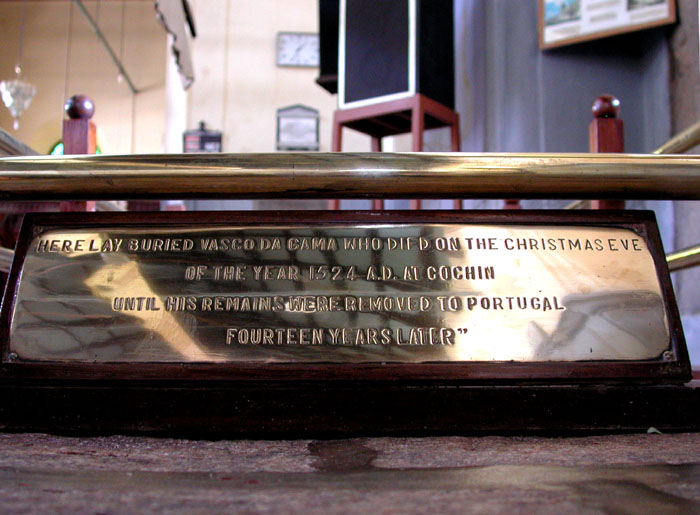 HERE LAY BURIED VASCO DA GAMA WHO DIED ON THE CHRISTMAS EVE
OF THE YEAR 1524 A.D. AT COCHIN
UNTIL HIS REMAINS WERE REMOVED TO PORTUGAL
FOURTEEN YEARS LATER”